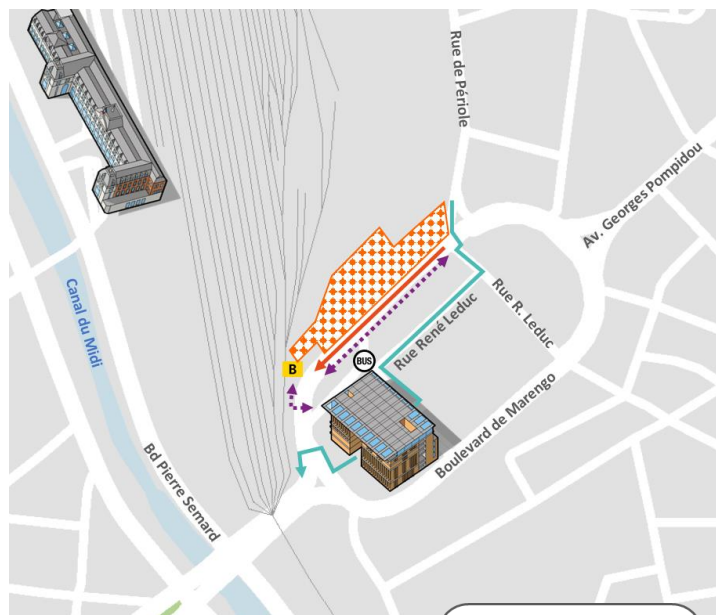 Rue de Périole
Av. Georges Pompidou
Canal du Midi
Rue R. Leduc
Rue René Leduc
BUS
B
Boulevard de Marengo
Bd Pierre Semard